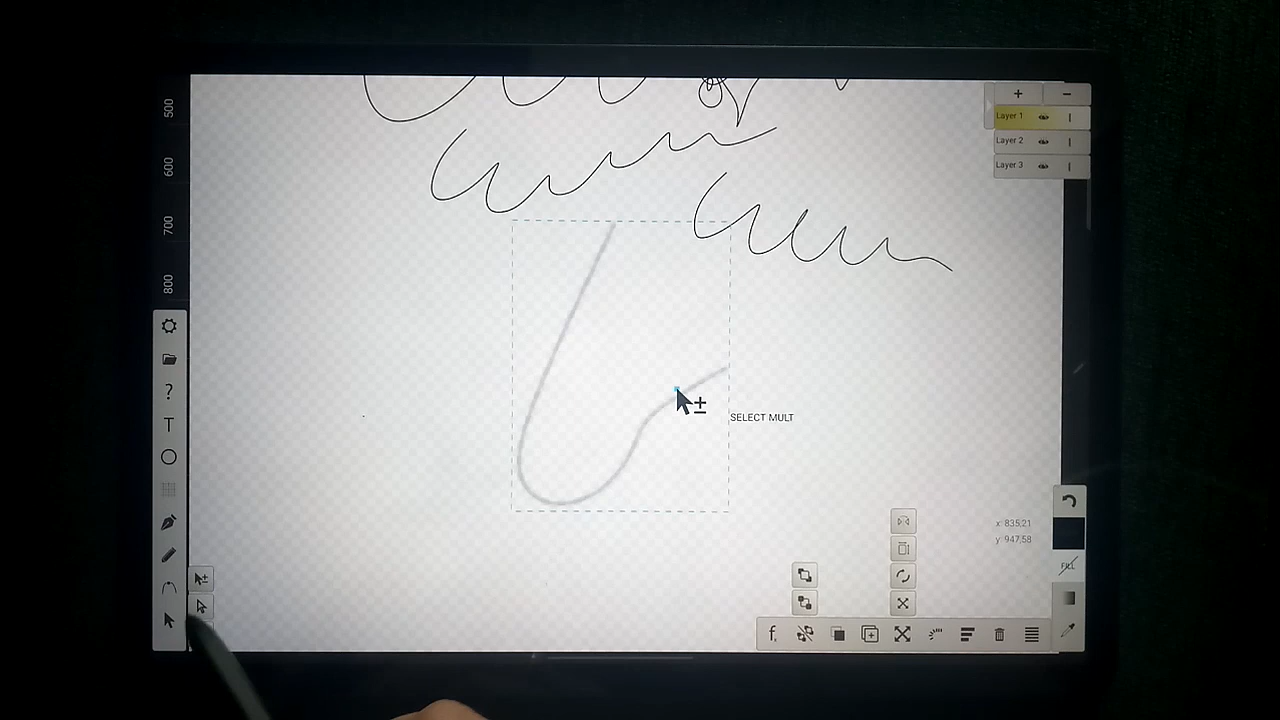 500
600
700
800
+ −
Layer 1
Layer 2
Layer 3
?
T
SELECT MULT
x: 835,21
y: 947,58
FILL
f.